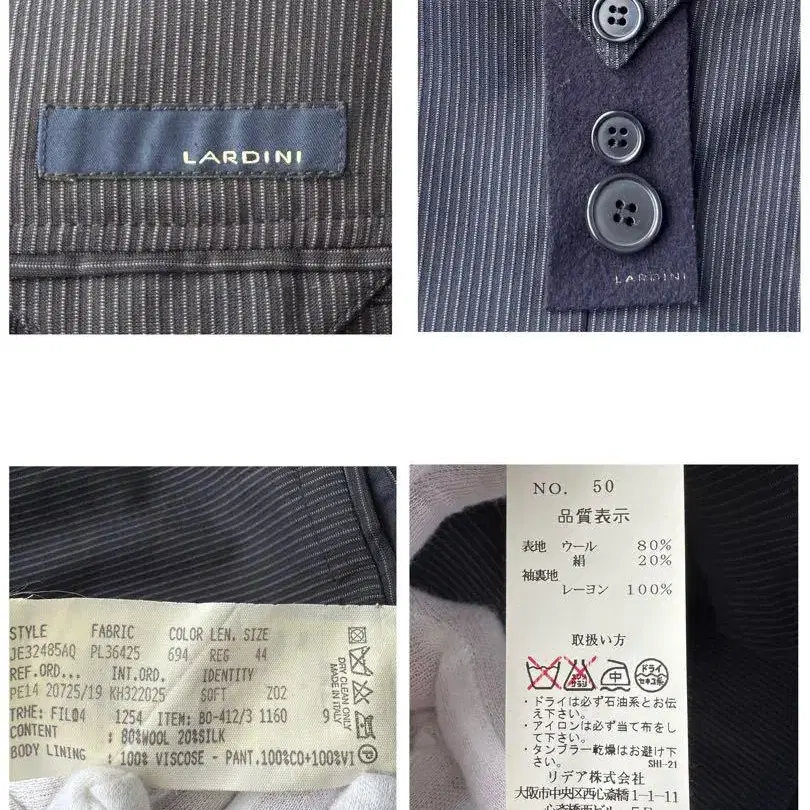 LARDINI
LARDINI
STYLE FABRIC COLOR LEN. SIZE
JE32485AQ PL36425 694 REG 44
REF.ORD... INT.ORD. IDENTITY
PE14 20725/19 KH322025 SOFT Z02
TRHE: FIL04 1254 ITEM: BO-412/3 1160 9
CONTENT : 80%WOOL 20%SILK
BODY LINING : 100% VISCOSE - PANT.100%CO+100%VI
DRY CLEAN ONLY
MADE IN ITALY
P
NO. 50
品質表示
表地 ウール 80%
絹 20%
袖裏地
レーヨン 100%
取扱い方
中 ドライ
セキユ系
・ドライは必ず石油系とお伝
え下さい。
・アイロンは必ず当て布をし
て下さい。
・タンブラー乾燥はお避け下
さい。
SHI-21
リデア株式会社
大阪市中央区西心斎橋1-1-11